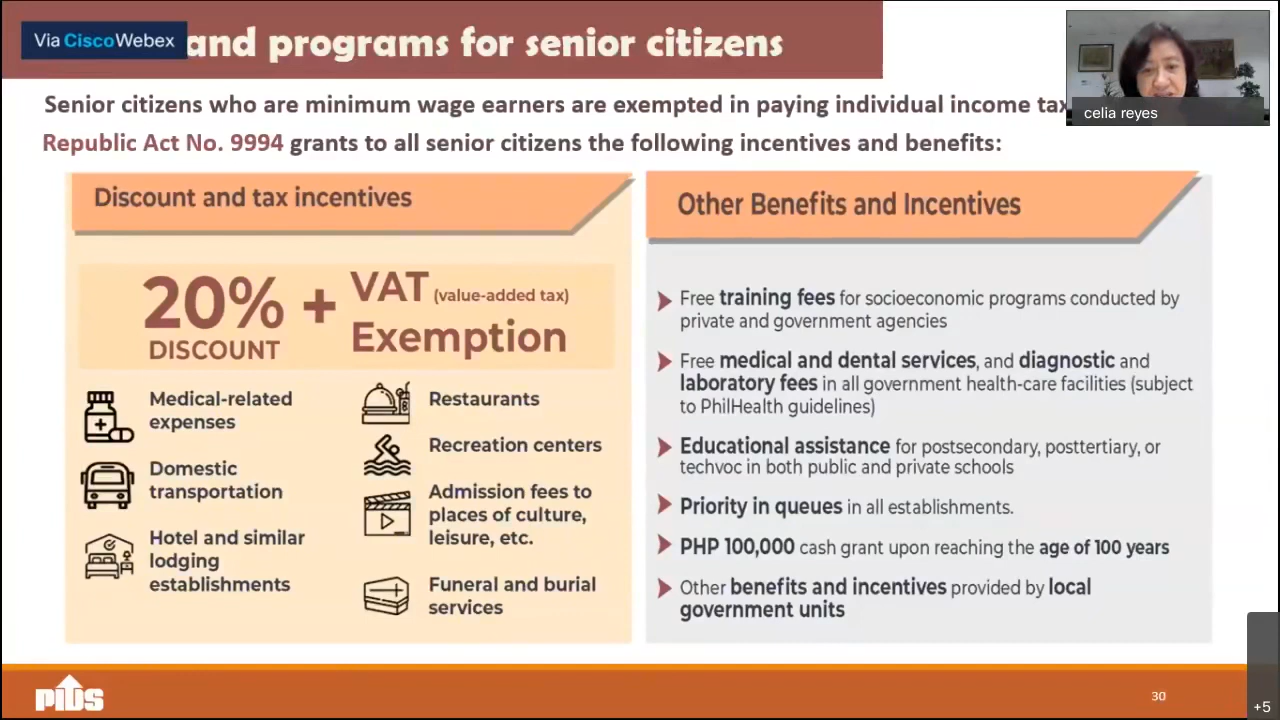 Via CiscoWebex
and programs for senior citizens
celia reyes
Senior citizens who are minimum wage earners are exempted in paying individual income tax
Republic Act No. 9994 grants to all senior citizens the following incentives and benefits:
Discount and tax incentives
20% DISCOUNT + VAT (value-added tax) Exemption
Medical-related
expenses
Domestic
transportation
Hotel and similar
lodging
establishments
Restaurants
Recreation centers
Admission fees to
places of culture,
leisure, etc.
Funeral and burial
services
Other Benefits and Incentives
Free training fees for socioeconomic programs conducted by
private and government agencies
Free medical and dental services, and diagnostic and
laboratory fees in all government health-care facilities (subject
to PhilHealth guidelines)
Educational assistance for postsecondary, posttertiary, or
techvoc in both public and private schools
Priority in queues in all establishments.
PHP 100,000 cash grant upon reaching the age of 100 years
Other benefits and incentives provided by local
government units
PIDS
30
+5